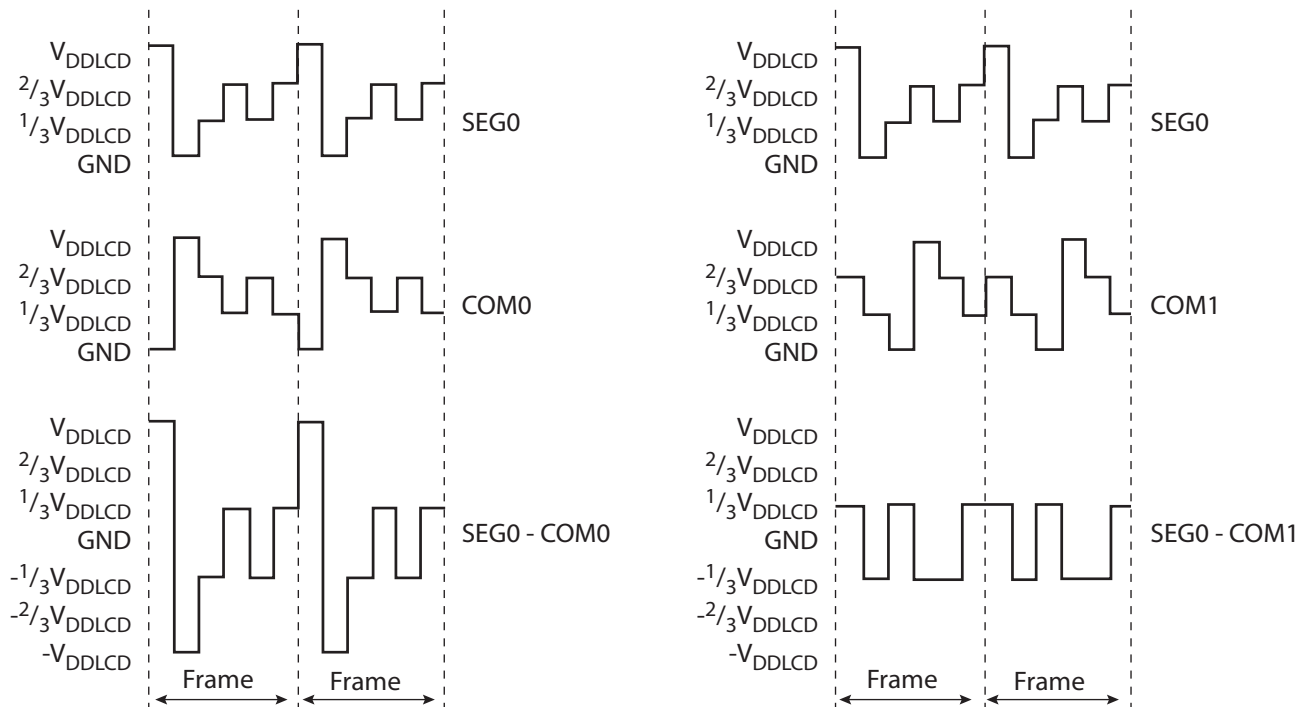 VDDLCD
2/3VDDLCD
1/3VDDLCD
GND
SEG0
VDDLCD
2/3VDDLCD
1/3VDDLCD
GND
COM0
VDDLCD
2/3VDDLCD
1/3VDDLCD
GND
-1/3VDDLCD
-2/3VDDLCD
-VDDLCD
SEG0 - COM0
Frame
Frame
VDDLCD
2/3VDDLCD
1/3VDDLCD
GND
SEG0
VDDLCD
2/3VDDLCD
1/3VDDLCD
GND
COM1
VDDLCD
2/3VDDLCD
1/3VDDLCD
GND
-1/3VDDLCD
-2/3VDDLCD
-VDDLCD
SEG0 - COM1
Frame
Frame